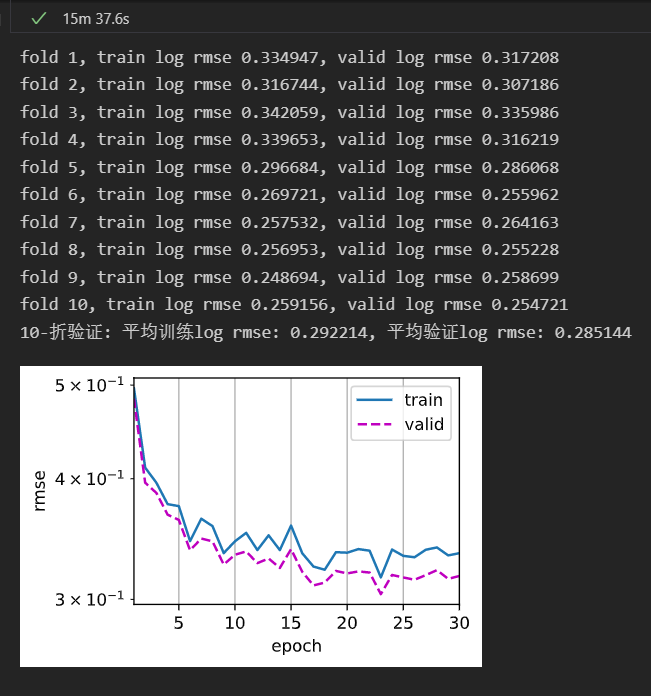 15m 37.6s
fold 1, train log rmse 0.334947, valid log rmse 0.317208
fold 2, train log rmse 0.316744, valid log rmse 0.307186
fold 3, train log rmse 0.342059, valid log rmse 0.335986
fold 4, train log rmse 0.339653, valid log rmse 0.316219
fold 5, train log rmse 0.296684, valid log rmse 0.286068
fold 6, train log rmse 0.269721, valid log rmse 0.255962
fold 7, train log rmse 0.257532, valid log rmse 0.264163
fold 8, train log rmse 0.256953, valid log rmse 0.255228
fold 9, train log rmse 0.248694, valid log rmse 0.258699
fold 10, train log rmse 0.259156, valid log rmse 0.254721
10-折验证: 平均训练log rmse: 0.292214, 平均验证log rmse: 0.285144
5 × 10⁻¹
train
valid
4 × 10⁻¹
rmse
3 × 10⁻¹
5 10 15 20 25 30
epoch